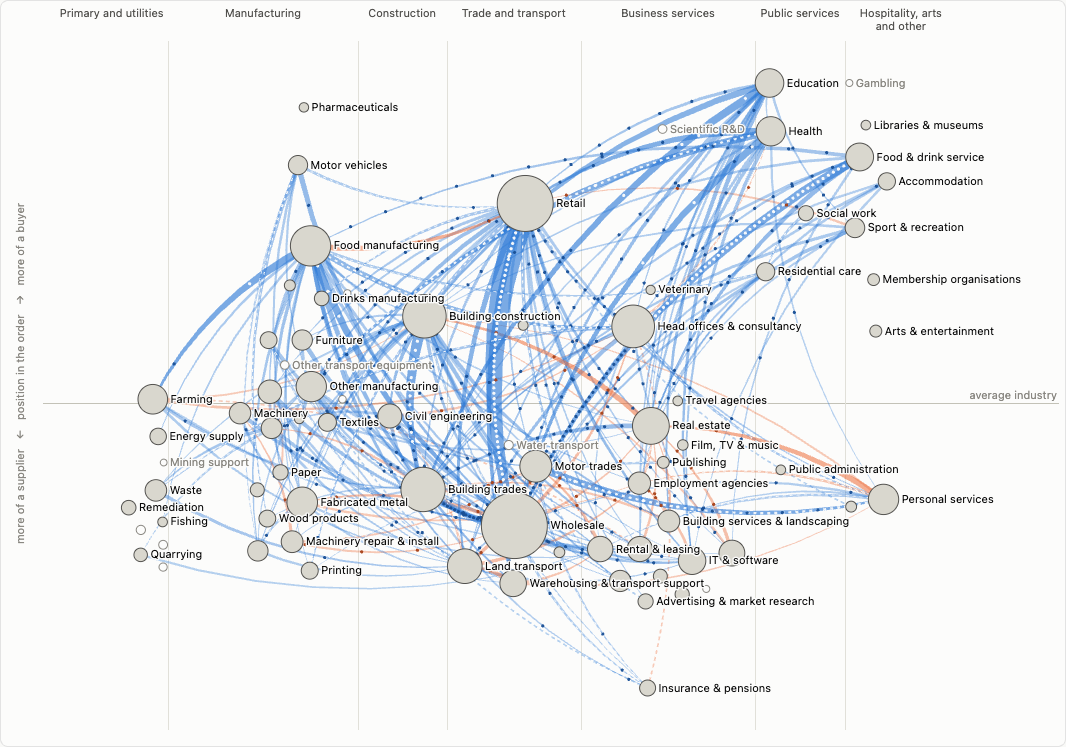 Primary and utilities
Manufacturing
Construction
Trade and transport
Business services
Public services
Hospitality, arts
and other
more of a supplier ← position in the order → more of a buyer
Education
Gambling
Pharmaceuticals
Scientific R&D
Health
Libraries & museums
Motor vehicles
Food & drink service
Accommodation
Retail
Social work
Sport & recreation
Food manufacturing
Residential care
Membership organisations
Veterinary
Drinks manufacturing
Building construction
Head offices & consultancy
Arts & entertainment
Furniture
Other transport equipment
Other manufacturing
average industry
Farming
Travel agencies
Machinery
Textiles
Civil engineering
Real estate
Energy supply
Water transport
Film, TV & music
Mining support
Motor trades
Publishing
Public administration
Paper
Employment agencies
Waste
Building trades
Personal services
Remediation
Fabricated metal
Fishing
Wood products
Wholesale
Building services & landscaping
Machinery repair & install
Rental & leasing
Quarrying
IT & software
Land transport
Printing
Warehousing & transport support
Advertising & market research
Insurance & pensions